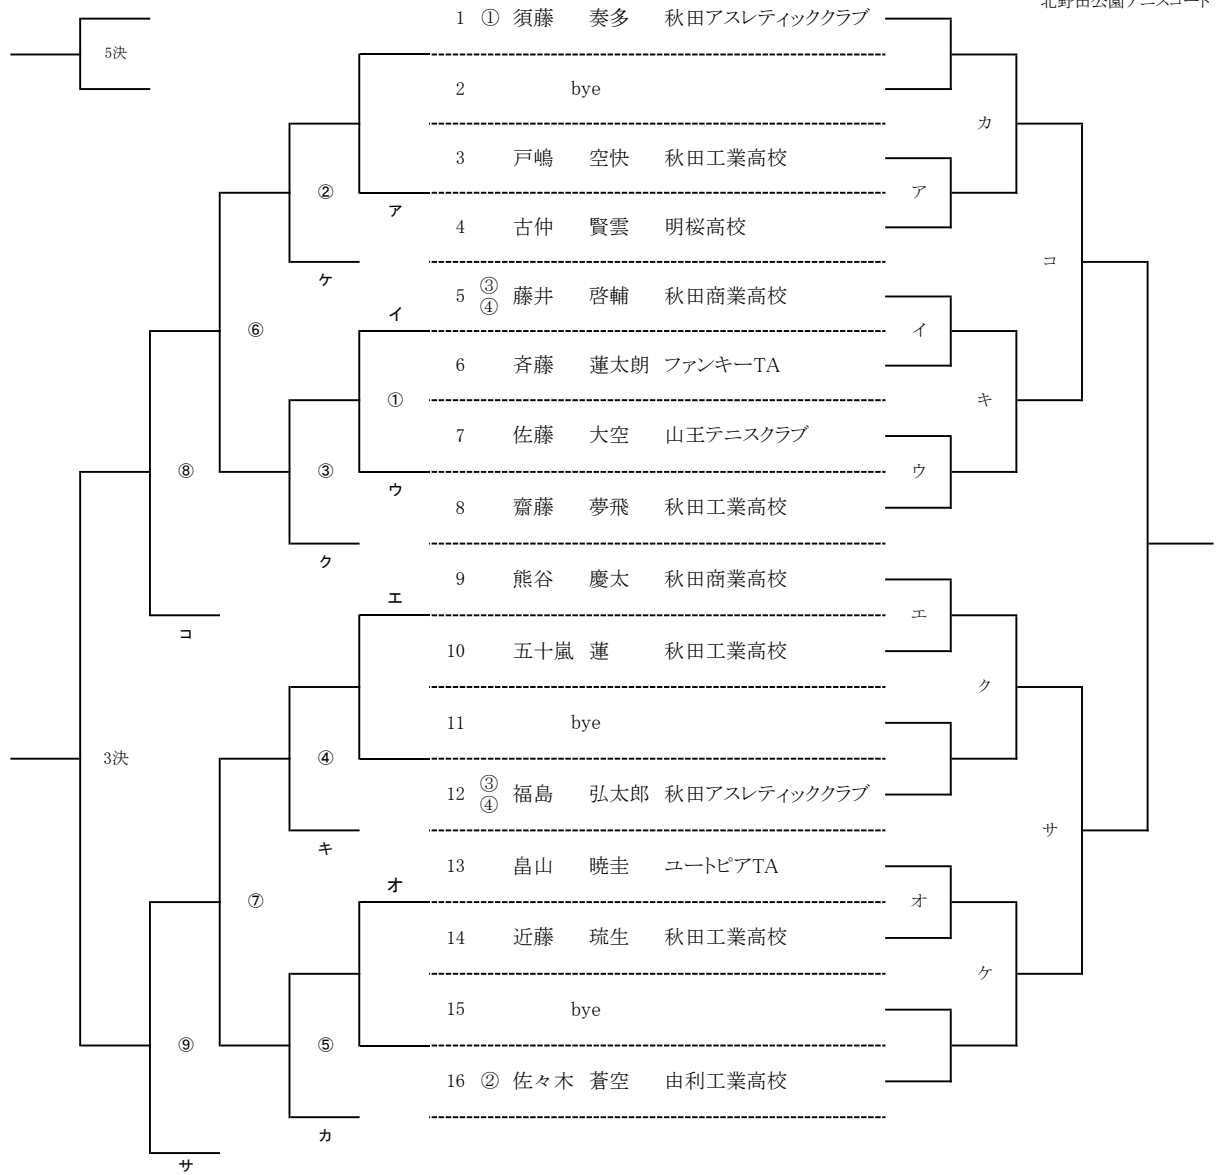 北野田公園テニスコート
1 ① 須藤 奏多 秋田アスレティッククラブ
5決
2 bye
カ
3 戸嶋 空快 秋田工業高校
② ア
ア
4 古仲 賢雲 明桜高校
コ
ケ
5 ③④ 藤井 啓輔 秋田商業高校
イ
⑥ イ
6 斉藤 蓮太朗 ファンキーTA
① キ
7 佐藤 大空 山王テニスクラブ
⑧ ③ ウ
ウ
8 齋藤 夢飛 秋田工業高校
ク
9 熊谷 慶太 秋田商業高校
エ
エ
コ
10 五十嵐 蓮 秋田工業高校
ク
11 bye
3決 ④
12 ③④ 福島 弘太郎 秋田アスレティッククラブ
サ
キ
13 畠山 暁圭 ユートピアTA
オ
⑦ オ
14 近藤 琉生 秋田工業高校
ケ
15 bye
⑨ ⑤
16 ② 佐々木 蒼空 由利工業高校
カ
サ